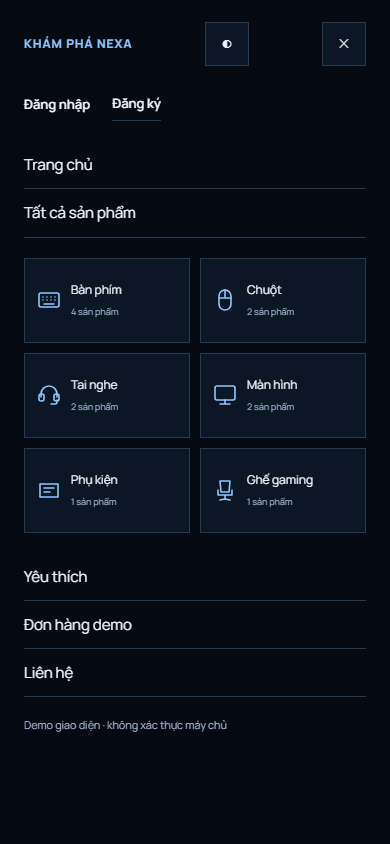 KHÁM PHÁ NEXA
Đăng nhập
Đăng ký
Trang chủ
Tất cả sản phẩm
Bàn phím
4 sản phẩm
Chuột
2 sản phẩm
Tai nghe
2 sản phẩm
Màn hình
2 sản phẩm
Phụ kiện
1 sản phẩm
Ghế gaming
1 sản phẩm
Yêu thích
Đơn hàng demo
Liên hệ
Demo giao diện · không xác thực máy chủ